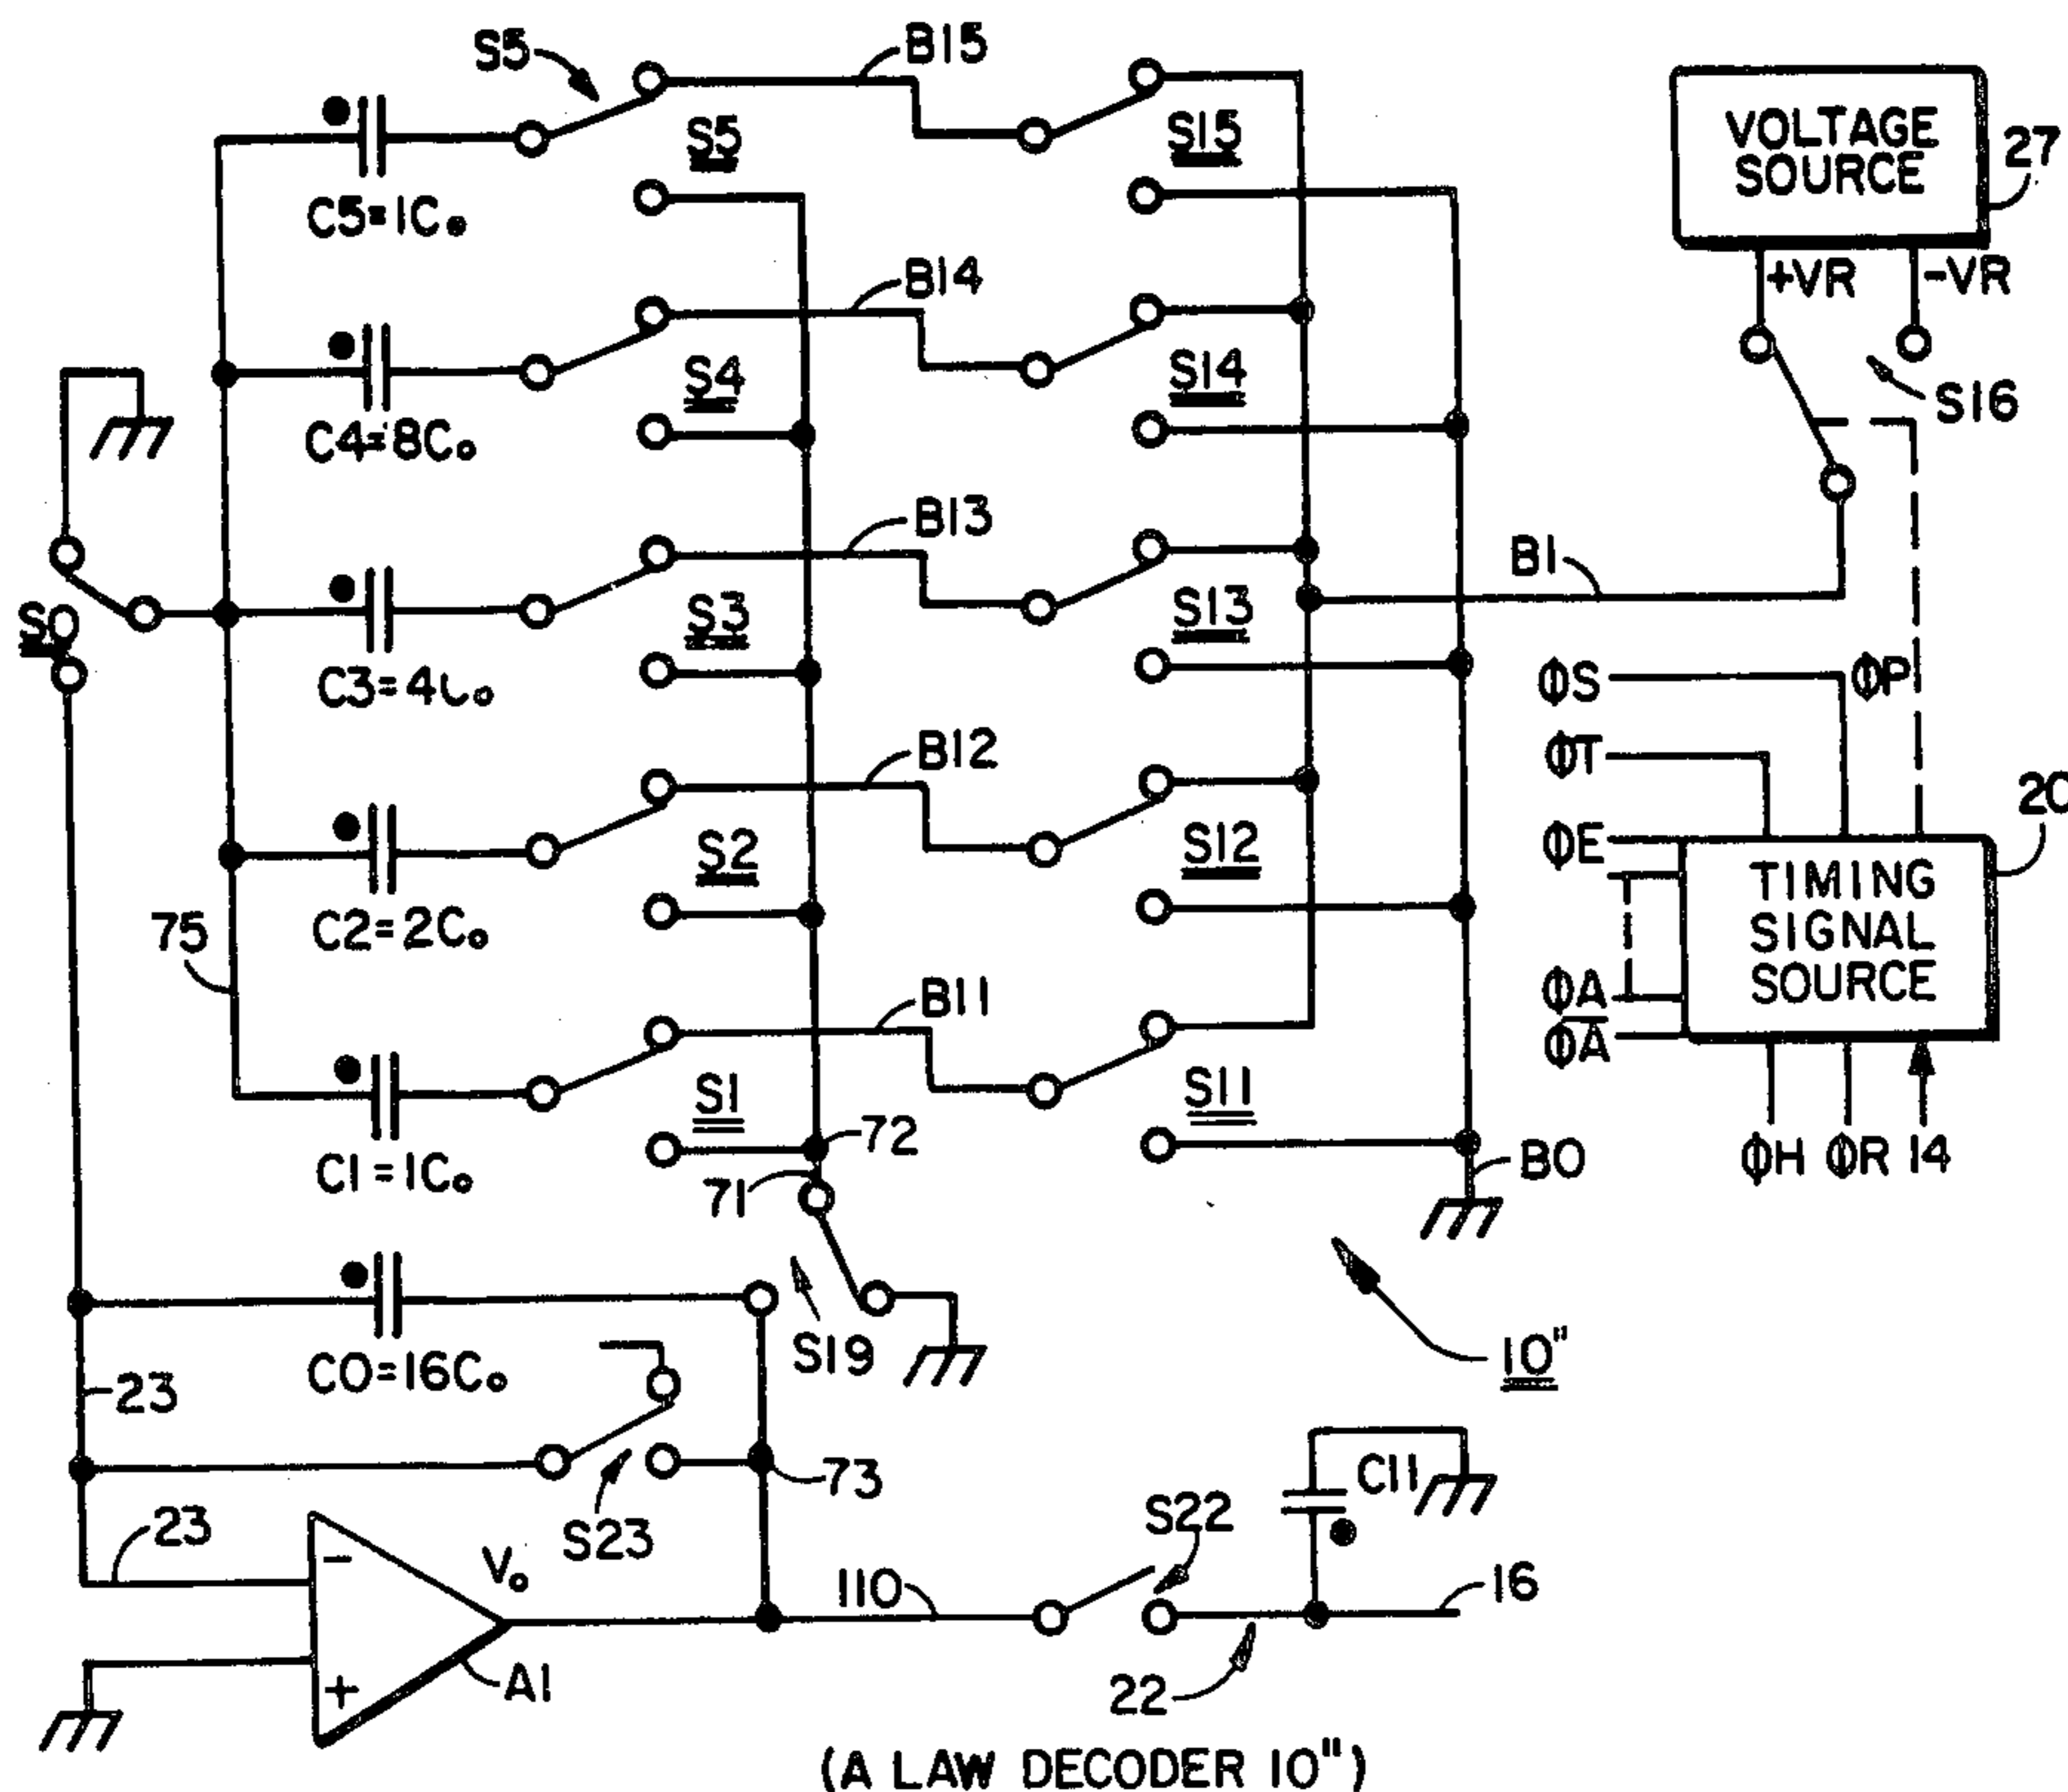 S5
B15
VOLTAGE
SOURCE
27
S5
S15
C5=1C₀
+VR
-VR
B14
S4
S14
S16
C4=8C₀
B13
B1
S0
S3
S13
C3=4C₀
ΦS
ΦP
ΦT
B12
20
ΦE
S2
S12
TIMING
SIGNAL
SOURCE
75
C2=2C₀
ΦA
Φ̅A̅
B11
S1
S11
72
C1=1C₀
71
B0
ΦH ΦR 14
S19
10"
C0=16C₀
23
73
C11
S22
23
S23
V₀
110
16
A1
22
(A LAW DECODER 10")
-
+